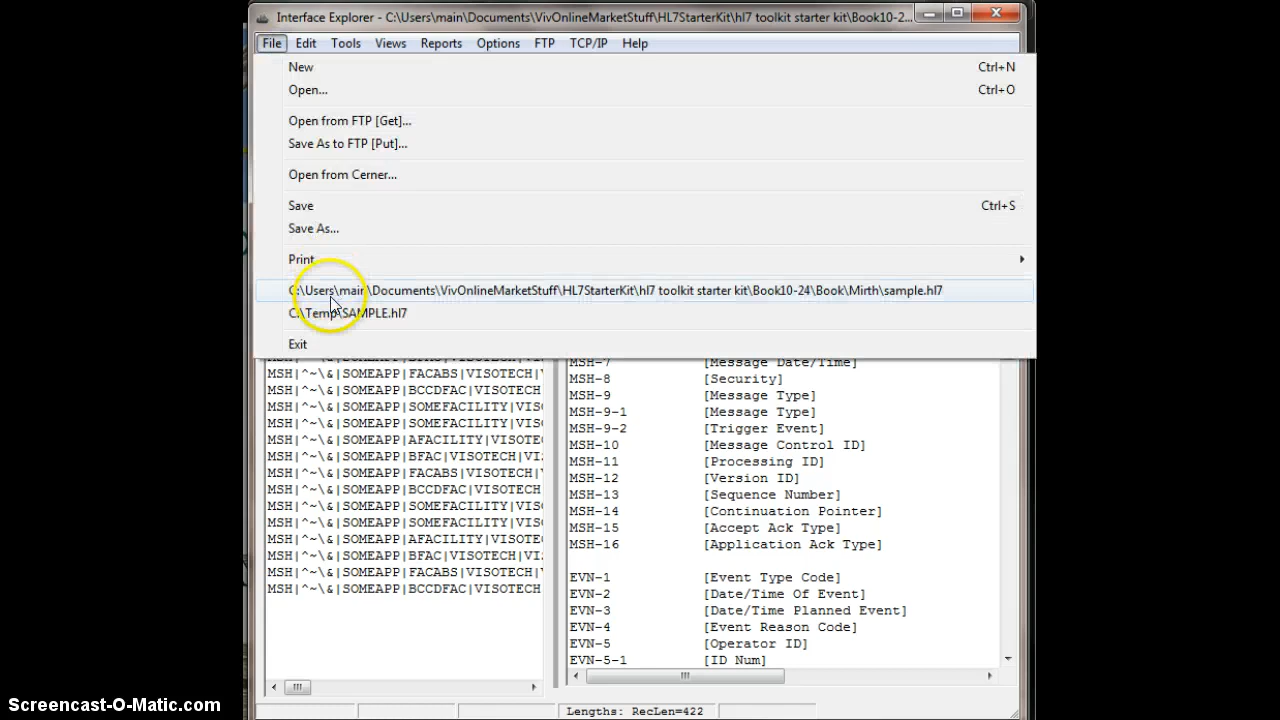 Interface Explorer - C:\Users\main\Documents\VivOnlineMarketStuff\HL7StarterKit\hl7 toolkit starter kit\Book10-2...
File Edit Tools Views Reports Options FTP TCP/IP Help
New Ctrl+N
Open... Ctrl+O
Open from FTP [Get]...
Save As to FTP [Put]...
Open from Cerner...
Save Ctrl+S
Save As...
Print
C:\Users\main\Documents\VivOnlineMarketStuff\HL7StarterKit\hl7 toolkit starter kit\Book10-24\Book\Mirth\sample.hl7
C:\Temp\SAMPLE.hl7
Exit
MSH|^~\&|SOMEAPP|FACABS|VISOTECH|
MSH|^~\&|SOMEAPP|BCCDFAC|VISOTECH
MSH|^~\&|SOMEAPP|SOMEFACILITY|VISO
MSH|^~\&|SOMEAPP|SOMEFACILITY|VISO
MSH|^~\&|SOMEAPP|AFACILITY|VISOTEC
MSH|^~\&|SOMEAPP|BFAC|VISOTECH|VI
MSH|^~\&|SOMEAPP|FACABS|VISOTECH|
MSH|^~\&|SOMEAPP|BCCDFAC|VISOTECH
MSH|^~\&|SOMEAPP|SOMEFACILITY|VISO
MSH|^~\&|SOMEAPP|SOMEFACILITY|VISO
MSH|^~\&|SOMEAPP|AFACILITY|VISOTEC
MSH|^~\&|SOMEAPP|BFAC|VISOTECH|VI
MSH|^~\&|SOMEAPP|FACABS|VISOTECH|
MSH|^~\&|SOMEAPP|BCCDFAC|VISOTECH
MSH-7 [Message Date/Time]
MSH-8 [Security]
MSH-9 [Message Type]
MSH-9-1 [Message Type]
MSH-9-2 [Trigger Event]
MSH-10 [Message Control ID]
MSH-11 [Processing ID]
MSH-12 [Version ID]
MSH-13 [Sequence Number]
MSH-14 [Continuation Pointer]
MSH-15 [Accept Ack Type]
MSH-16 [Application Ack Type]
EVN-1 [Event Type Code]
EVN-2 [Date/Time Of Event]
EVN-3 [Date/Time Planned Event]
EVN-4 [Event Reason Code]
EVN-5 [Operator ID]
EVN-5-1 [ID Num]
Lengths: RecLen=422
Screencast-O-Matic.com